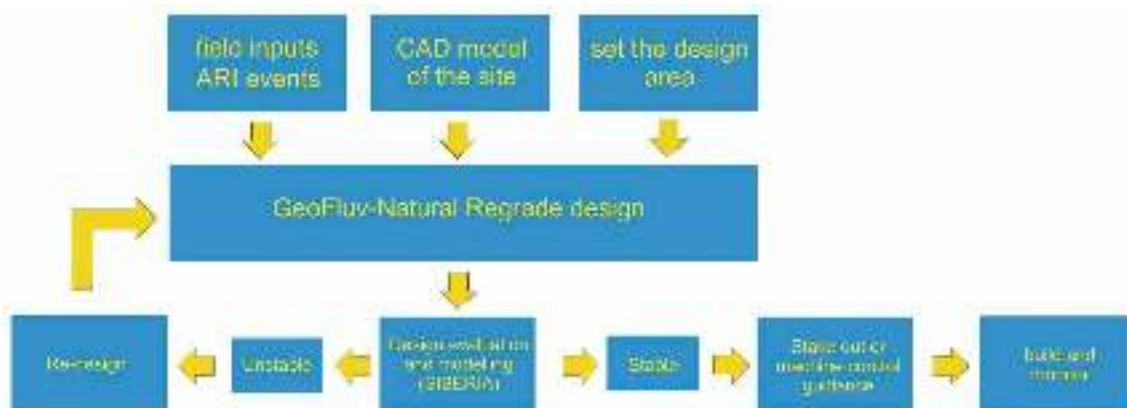 field inputs
ARI events
CAD model
of the site
set the design
area
GeoFluv-Natural Regrade design
Re-design
Unstable
Design evaluation
and modelling
(SIBERIA)
Stable
Stake out or
machine control
guidance
build and
monitor